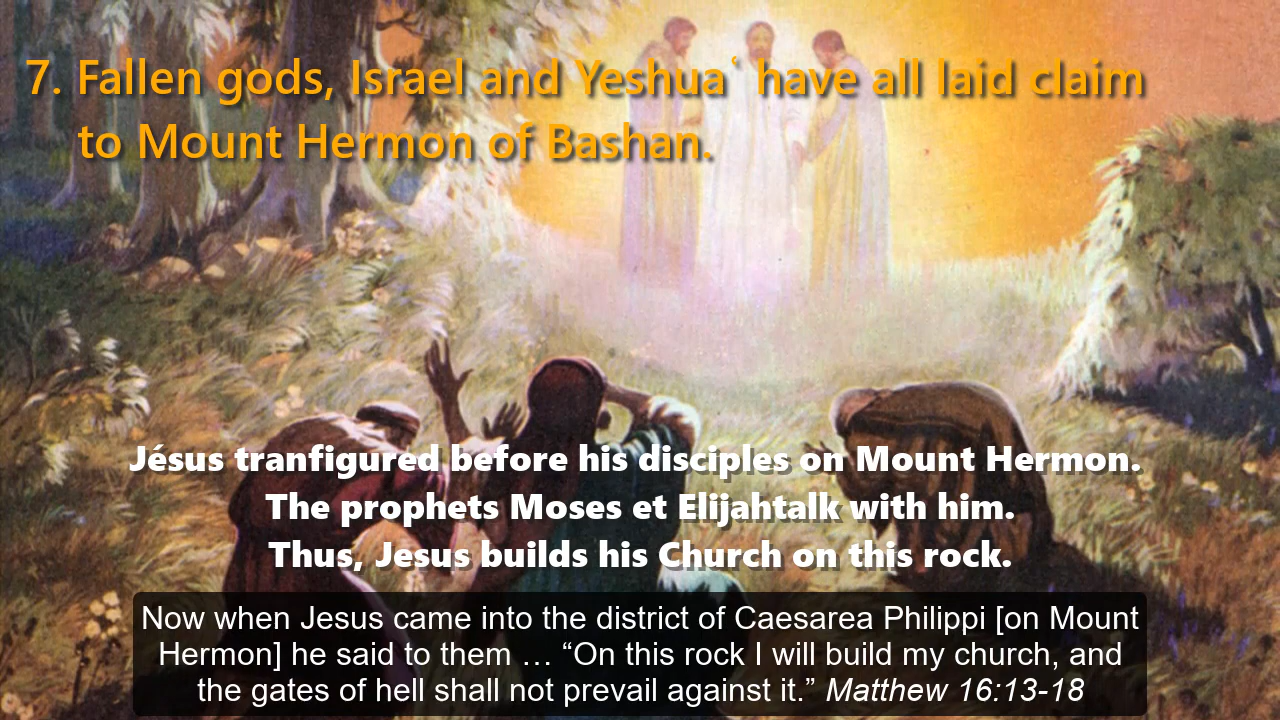 7. Fallen gods, Israel and Yeshuaʿ have all laid claim
to Mount Hermon of Bashan.
Jésus tranfigured before his disciples on Mount Hermon.
The prophets Moses et Elijahtalk with him.
Thus, Jesus builds his Church on this rock.
Now when Jesus came into the district of Caesarea Philippi [on Mount
Hermon] he said to them … “On this rock I will build my church, and
the gates of hell shall not prevail against it.” Matthew 16:13-18